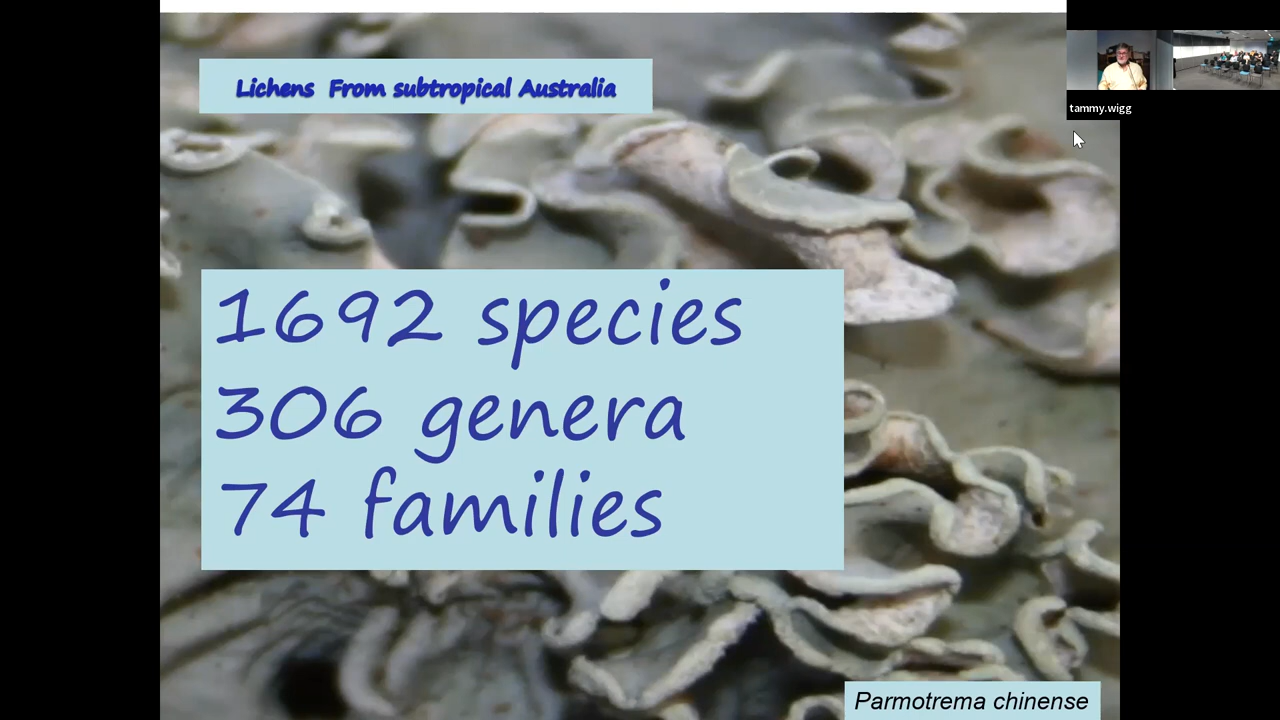 Lichens From subtropical Australia
tammy.wigg
1692 species
306 genera
74 families
Parmotrema chinense